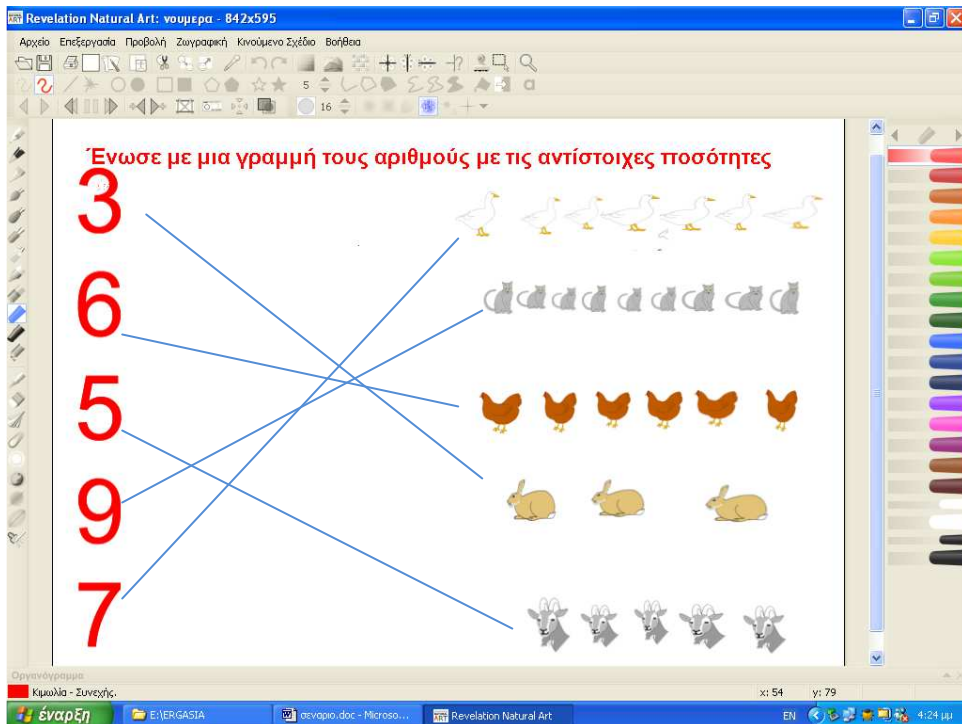 Revelation Natural Art: νουμερα - 842x595
Αρχείο Επεξεργασία Προβολή Ζωγραφική Κινούμενο Σχέδιο Βοήθεια
5
16
Ένωσε με μια γραμμή τους αριθμούς με τις αντίστοιχες ποσότητες
3
6
5
9
7
Οργανόγραμμα
Κιμωλία - Συνεχής.
x: 54 y: 79
έναρξη E:\ERGASIA σεναριο.doc - Microso... Revelation Natural Art EN 4:24 μμ